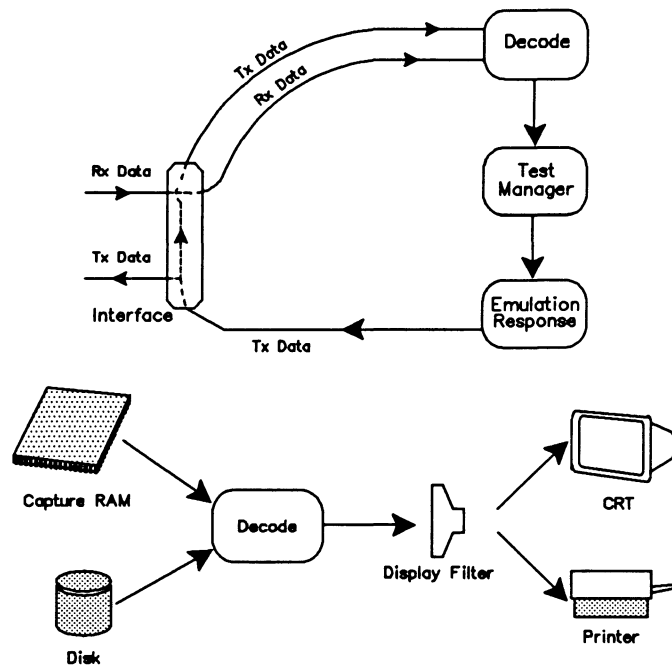 Tx Data
Decode
Rx Data
Rx Data
Test
Manager
Tx Data
Emulation
Response
Interface
Tx Data
Capture RAM
CRT
Decode
Display Filter
Printer
Disk